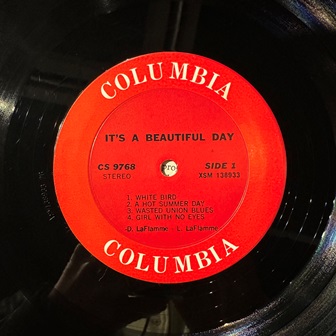 COLUMBIA
IT'S A BEAUTIFUL DAY
CS 9768
SIDE 1
STEREO
XSM 138933
1. WHITE BIRD
2. A HOT SUMMER DAY
3. WASTED UNION BLUES
4. GIRL WITH NO EYES
D. LaFlamme - L. LaFlamme
COLUMBIA